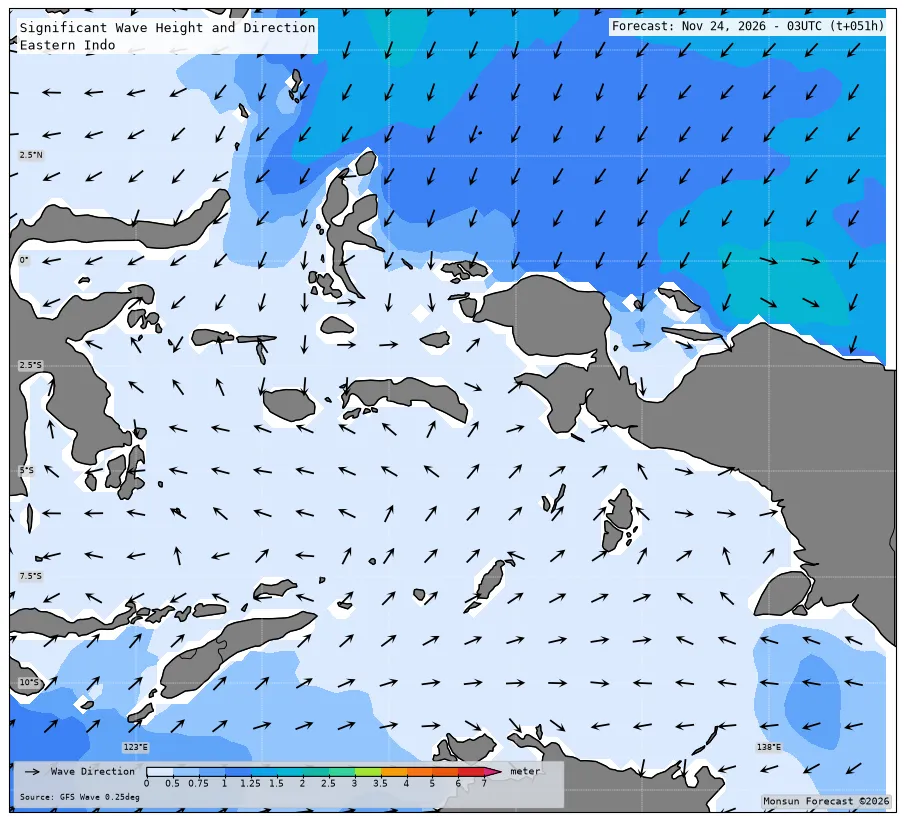 Significant Wave Height and Direction
Eastern Indo
Forecast: Nov 24, 2026 - 03UTC (t+051h)
2.5°N
0°
2.5°S
5°S
7.5°S
10°S
123°E
138°E
Wave Direction
0 0.5 0.75 1 1.25 1.5 2 2.5 3 3.5 4 5 6 7
meter
Source: GFS Wave 0.25deg
Monsun Forecast ©2026